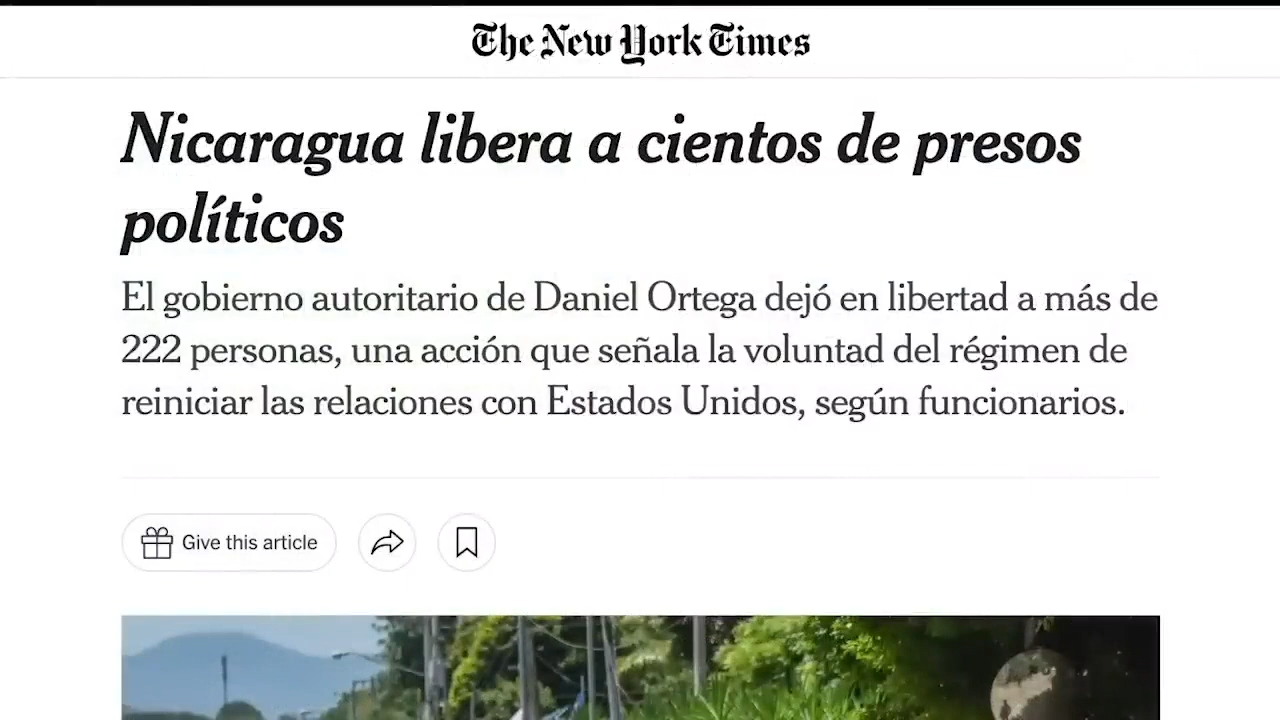 The New York Times
Nicaragua libera a cientos de presos
políticos
El gobierno autoritario de Daniel Ortega dejó en libertad a más de
222 personas, una acción que señala la voluntad del régimen de
reiniciar las relaciones con Estados Unidos, según funcionarios.
Give this article